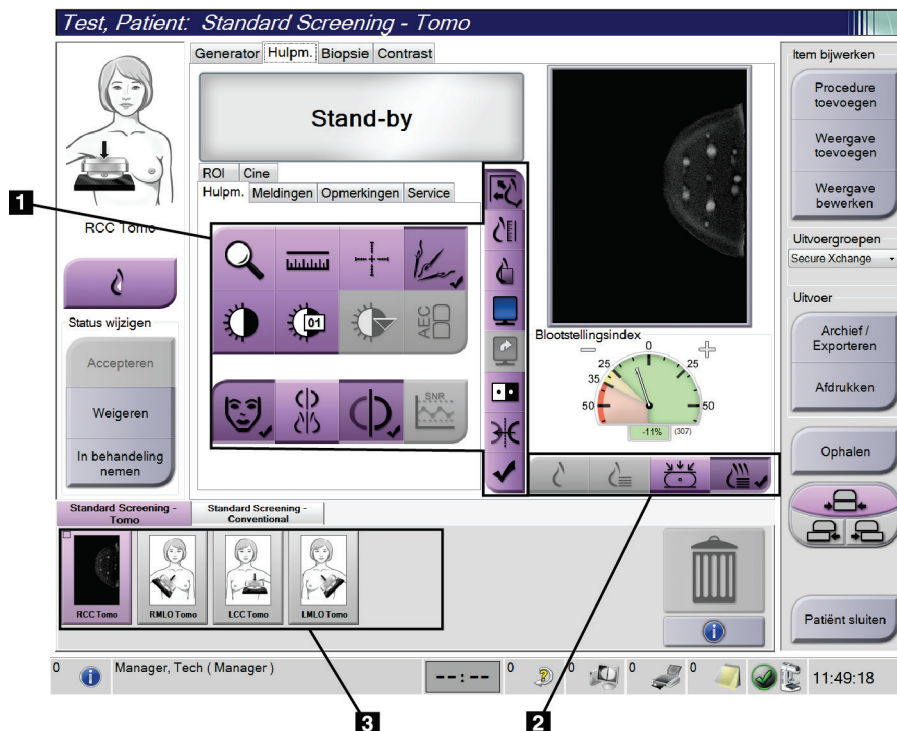 Test, Patient: Standard Screening - Tomo
Generator Hulpm. Biopsie Contrast
Item bijwerken
Procedure
toevoegen
Weergave
toevoegen
Weergave
bewerken
Stand-by
ROI Cine
Hulpm. Meldingen Opmerkingen Service
1
RCC Tomo
Uitvoergroepen
Secure Xchange
01
AEC
Status wijzigen
Accepteren
Weigeren
In behandeling
nemen
SNR
Blootstellingsindex
0
25 25
35
50 50
-11% (307)
Uitvoer
Archief /
Exporteren
Afdrukken
Ophalen
Standard Screening -
Tomo
Standard Screening -
Conventional
RCC Tomo RMLO Tomo LCC Tomo LMLO Tomo
Patiënt sluiten
0 Manager, Tech ( Manager ) --:-- 0 0 0 0 11:49:18
3 2